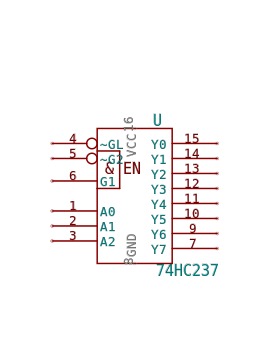 U
16
VCC
4 ~GL Y0 15
5 ~G2 Y1 14
& EN
Y2 13
6 G1 Y3 12
Y4 11
1 A0 Y5 10
2 A1 Y6 9
3 A2 Y7 7
GND
8
74HC237